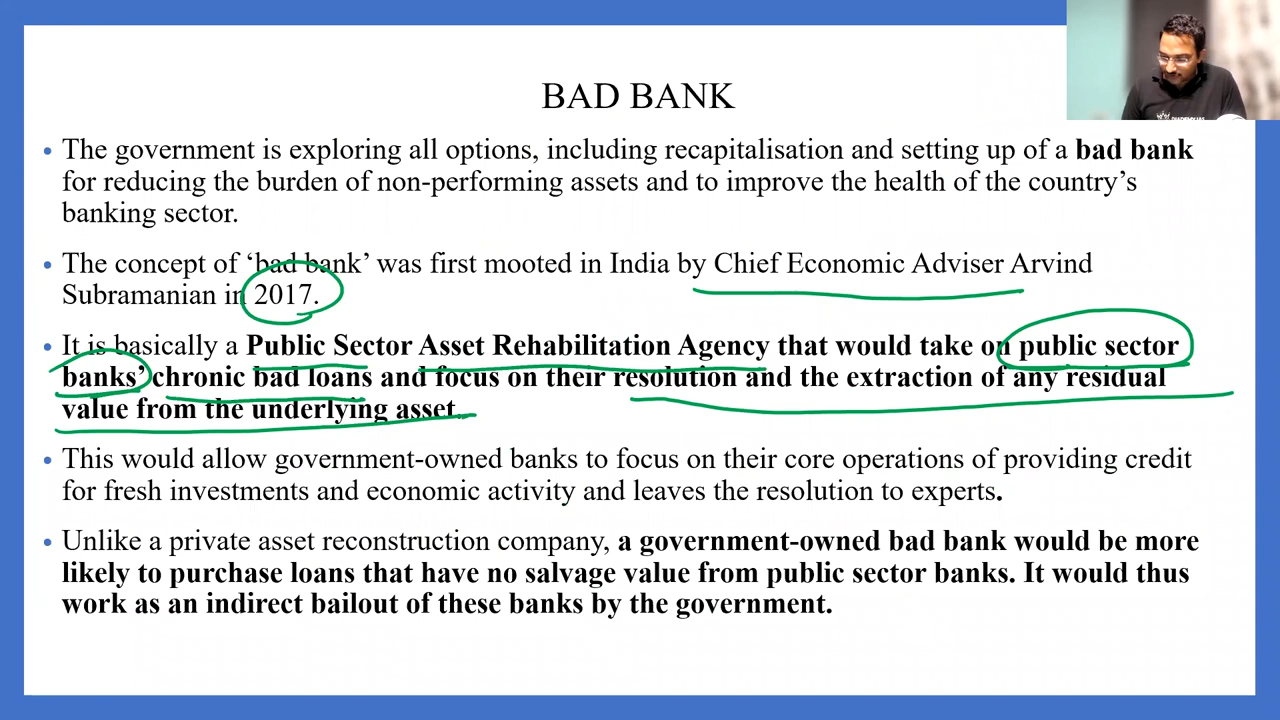 BAD BANK
• The government is exploring all options, including recapitalisation and setting up of a bad bank
for reducing the burden of non-performing assets and to improve the health of the country’s
banking sector.
• The concept of ‘bad bank’ was first mooted in India by Chief Economic Adviser Arvind
Subramanian in 2017.
• It is basically a Public Sector Asset Rehabilitation Agency that would take on public sector
banks’ chronic bad loans and focus on their resolution and the extraction of any residual
value from the underlying asset.
• This would allow government-owned banks to focus on their core operations of providing credit
for fresh investments and economic activity and leaves the resolution to experts.
• Unlike a private asset reconstruction company, a government-owned bad bank would be more
likely to purchase loans that have no salvage value from public sector banks. It would thus
work as an indirect bailout of these banks by the government.